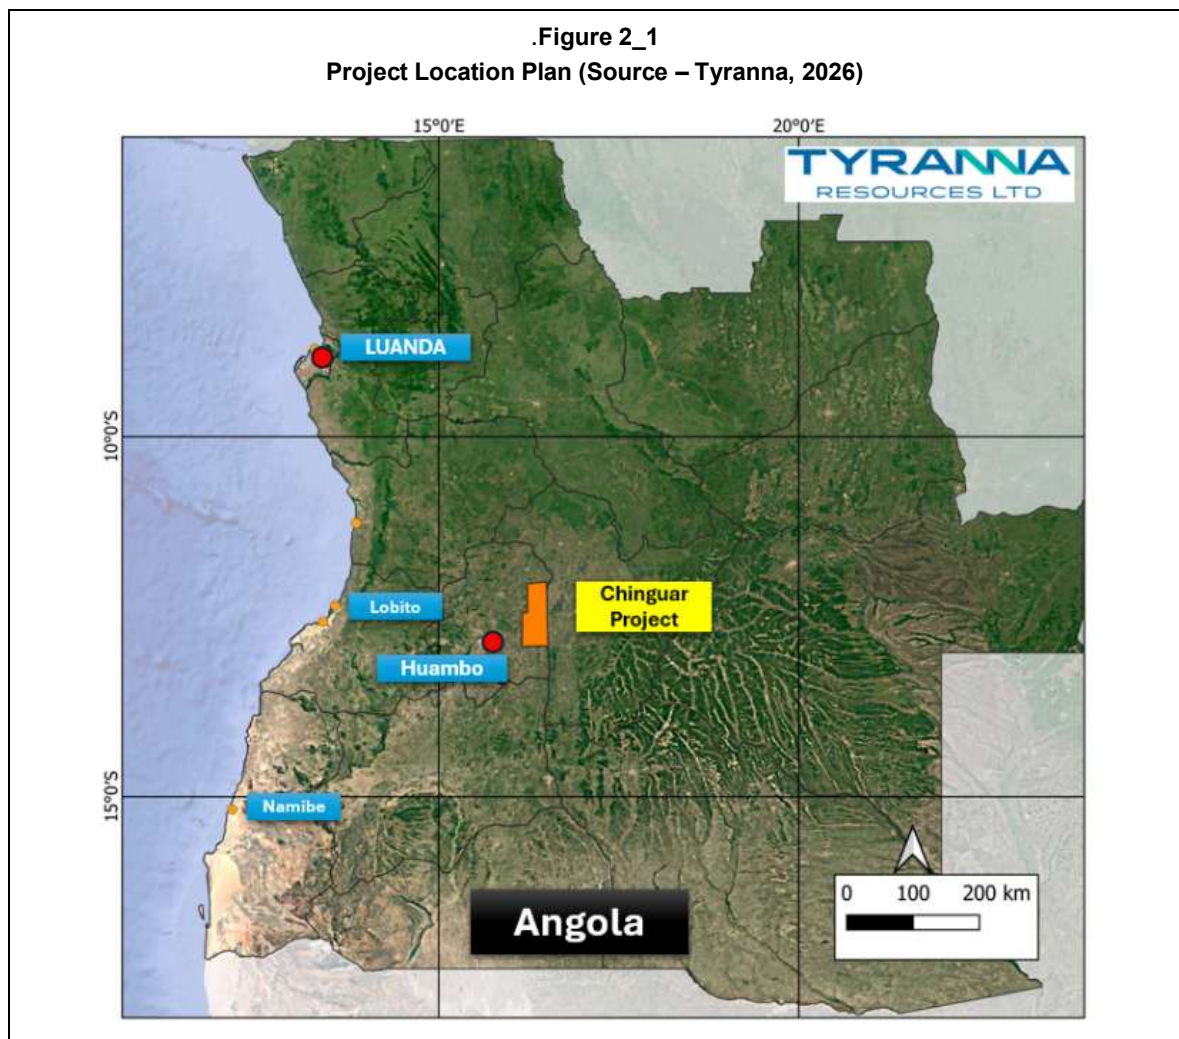 .Figure 2_1
Project Location Plan (Source – Tyranna, 2026)
15°0′E
20°0′E
TYRANNA
RESOURCES LTD
LUANDA
10°0′S
Lobito
Chinguar
Project
Huambo
15°0′S
Namibe
0 100 200 km
Angola